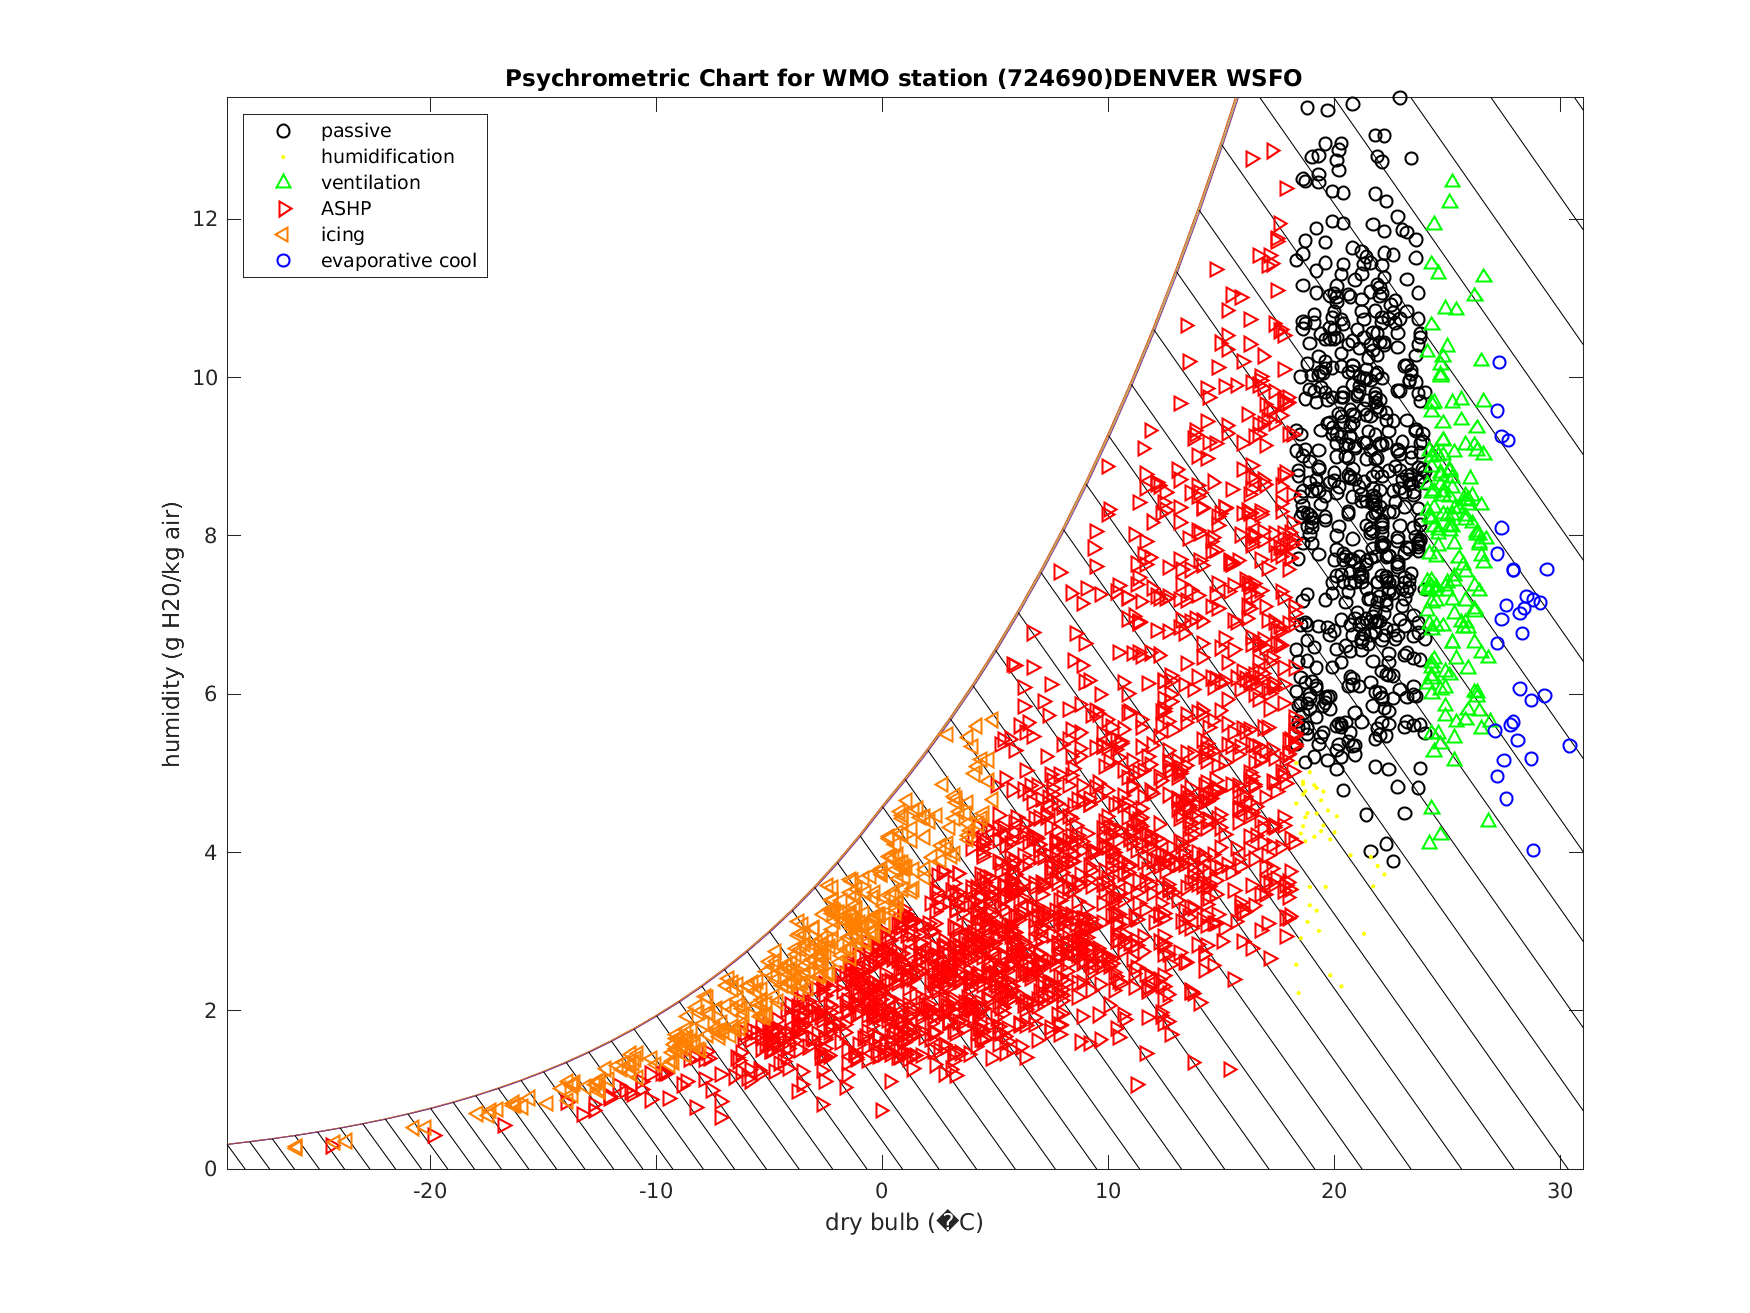 Psychrometric Chart for WMO station (724690)DENVER WSFO
passive
humidification
ventilation
ASHP
icing
evaporative cool
humidity (g H20/kg air)
12
10
8
6
4
2
0
-20 -10 0 10 20 30
dry bulb (�C)